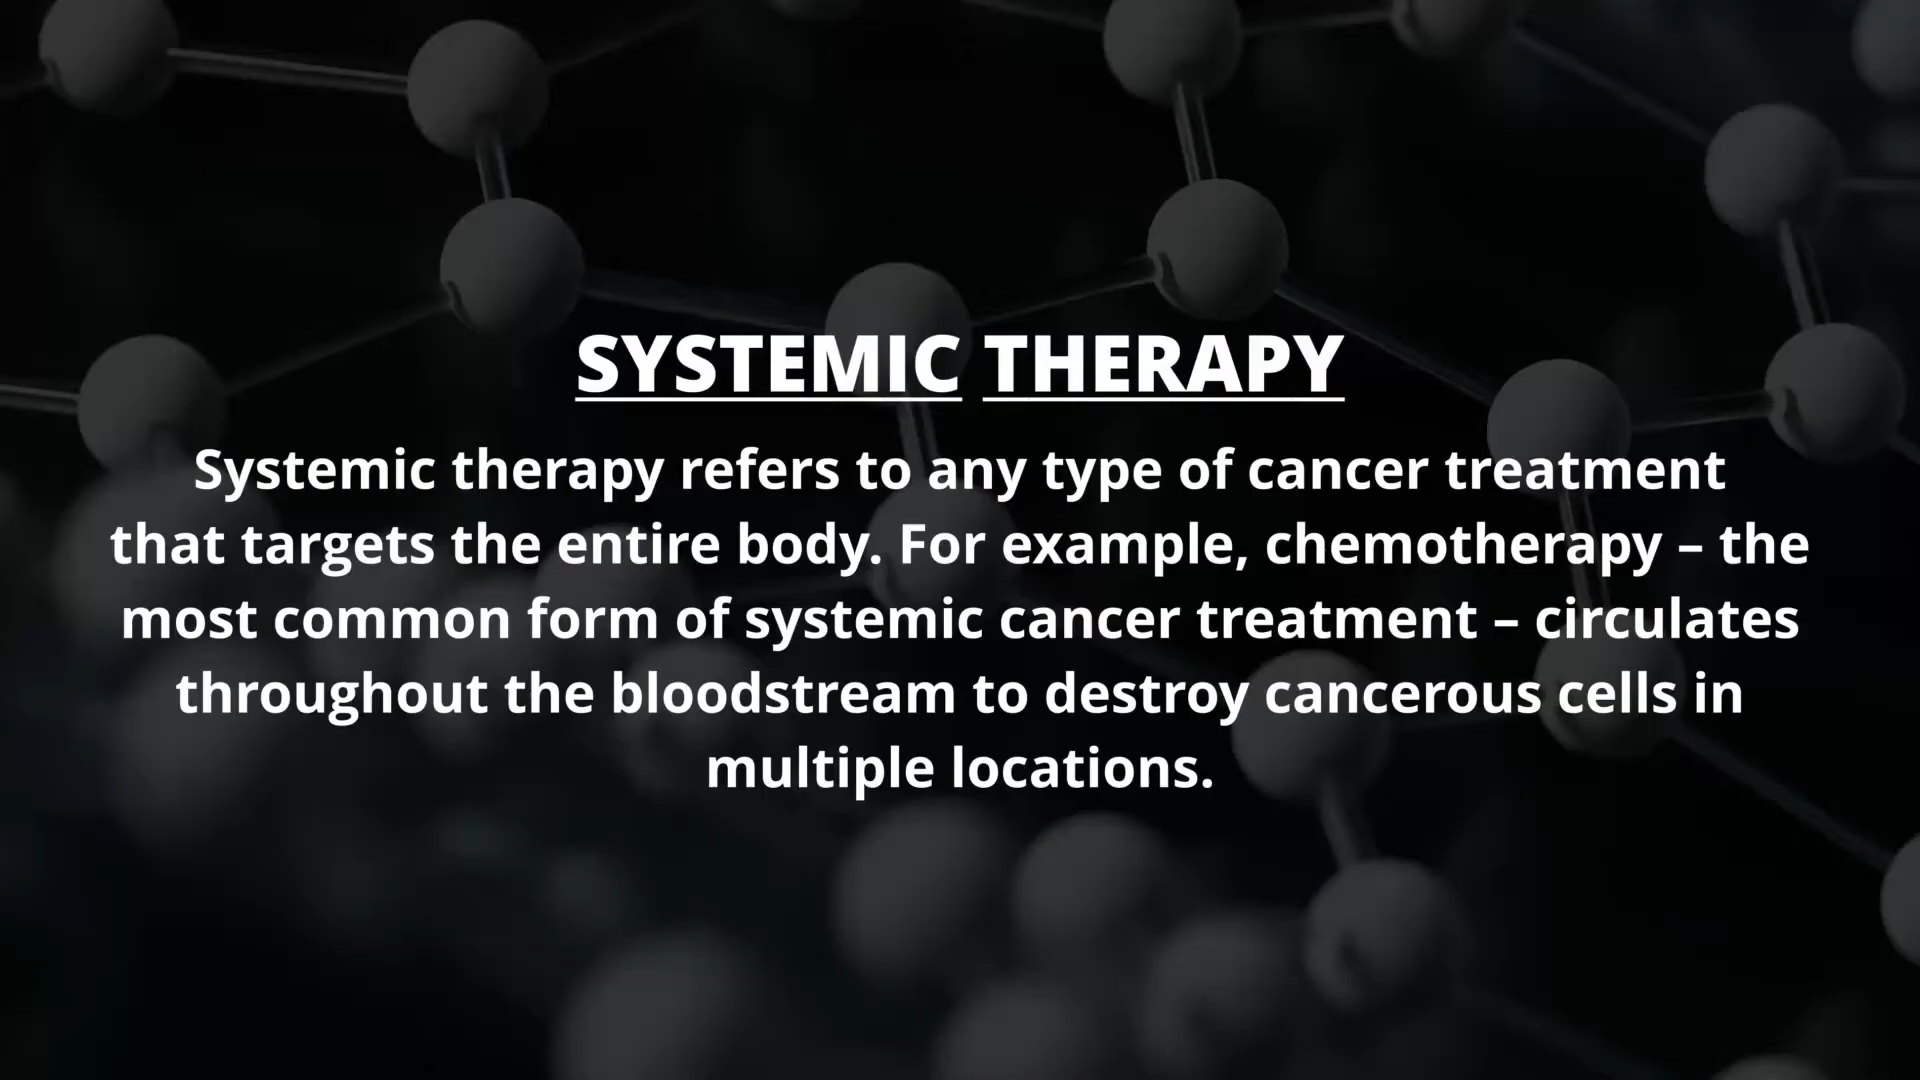 SYSTEMIC THERAPY
Systemic therapy refers to any type of cancer treatment
that targets the entire body. For example, chemotherapy – the
most common form of systemic cancer treatment – circulates
throughout the bloodstream to destroy cancerous cells in
multiple locations.